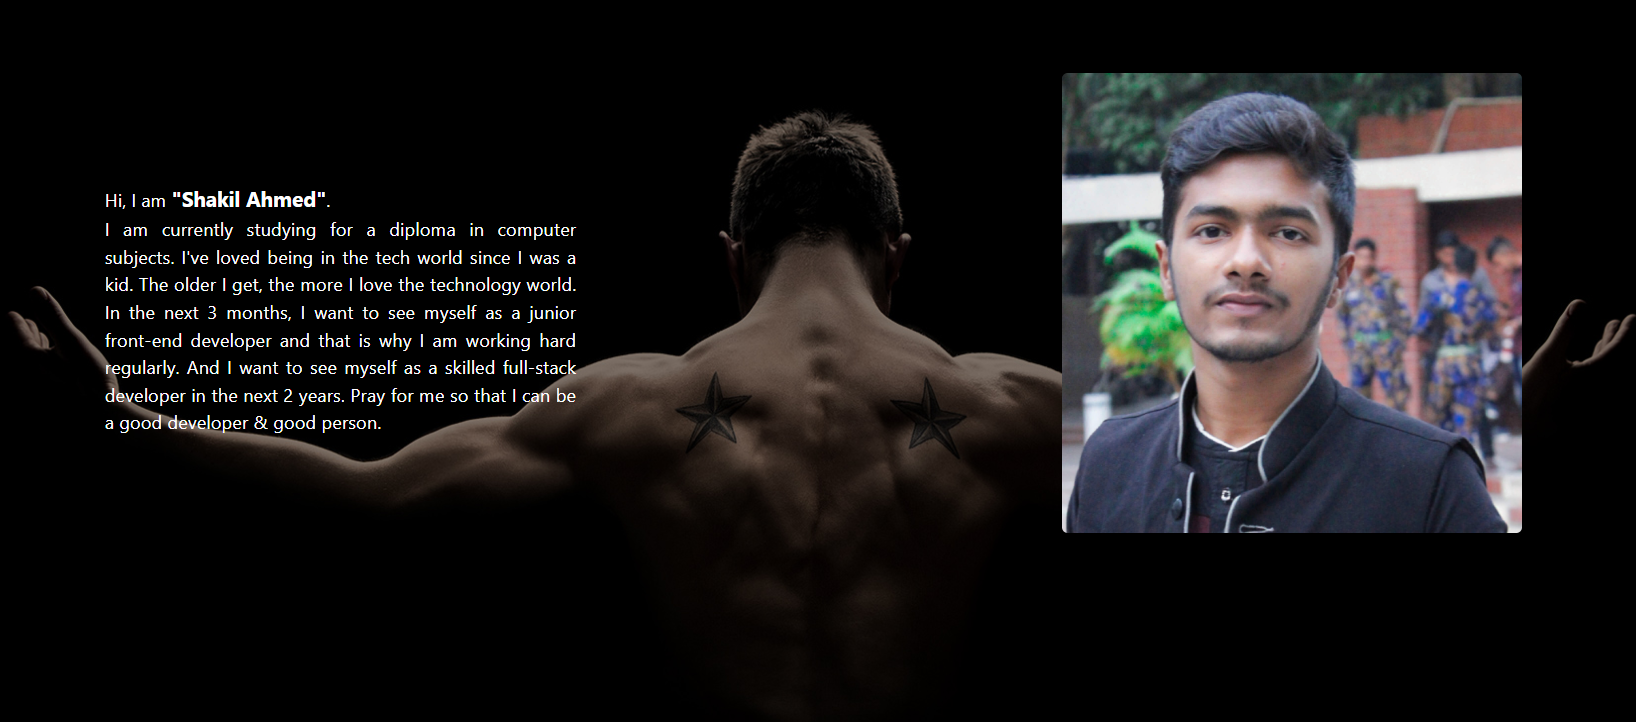 Hi, I am "Shakil Ahmed".
I am currently studying for a diploma in computer
subjects. I've loved being in the tech world since I was a
kid. The older I get, the more I love the technology world.
In the next 3 months, I want to see myself as a junior
front-end developer and that is why I am working hard
regularly. And I want to see myself as a skilled full-stack
developer in the next 2 years. Pray for me so that I can be
a good developer & good person.